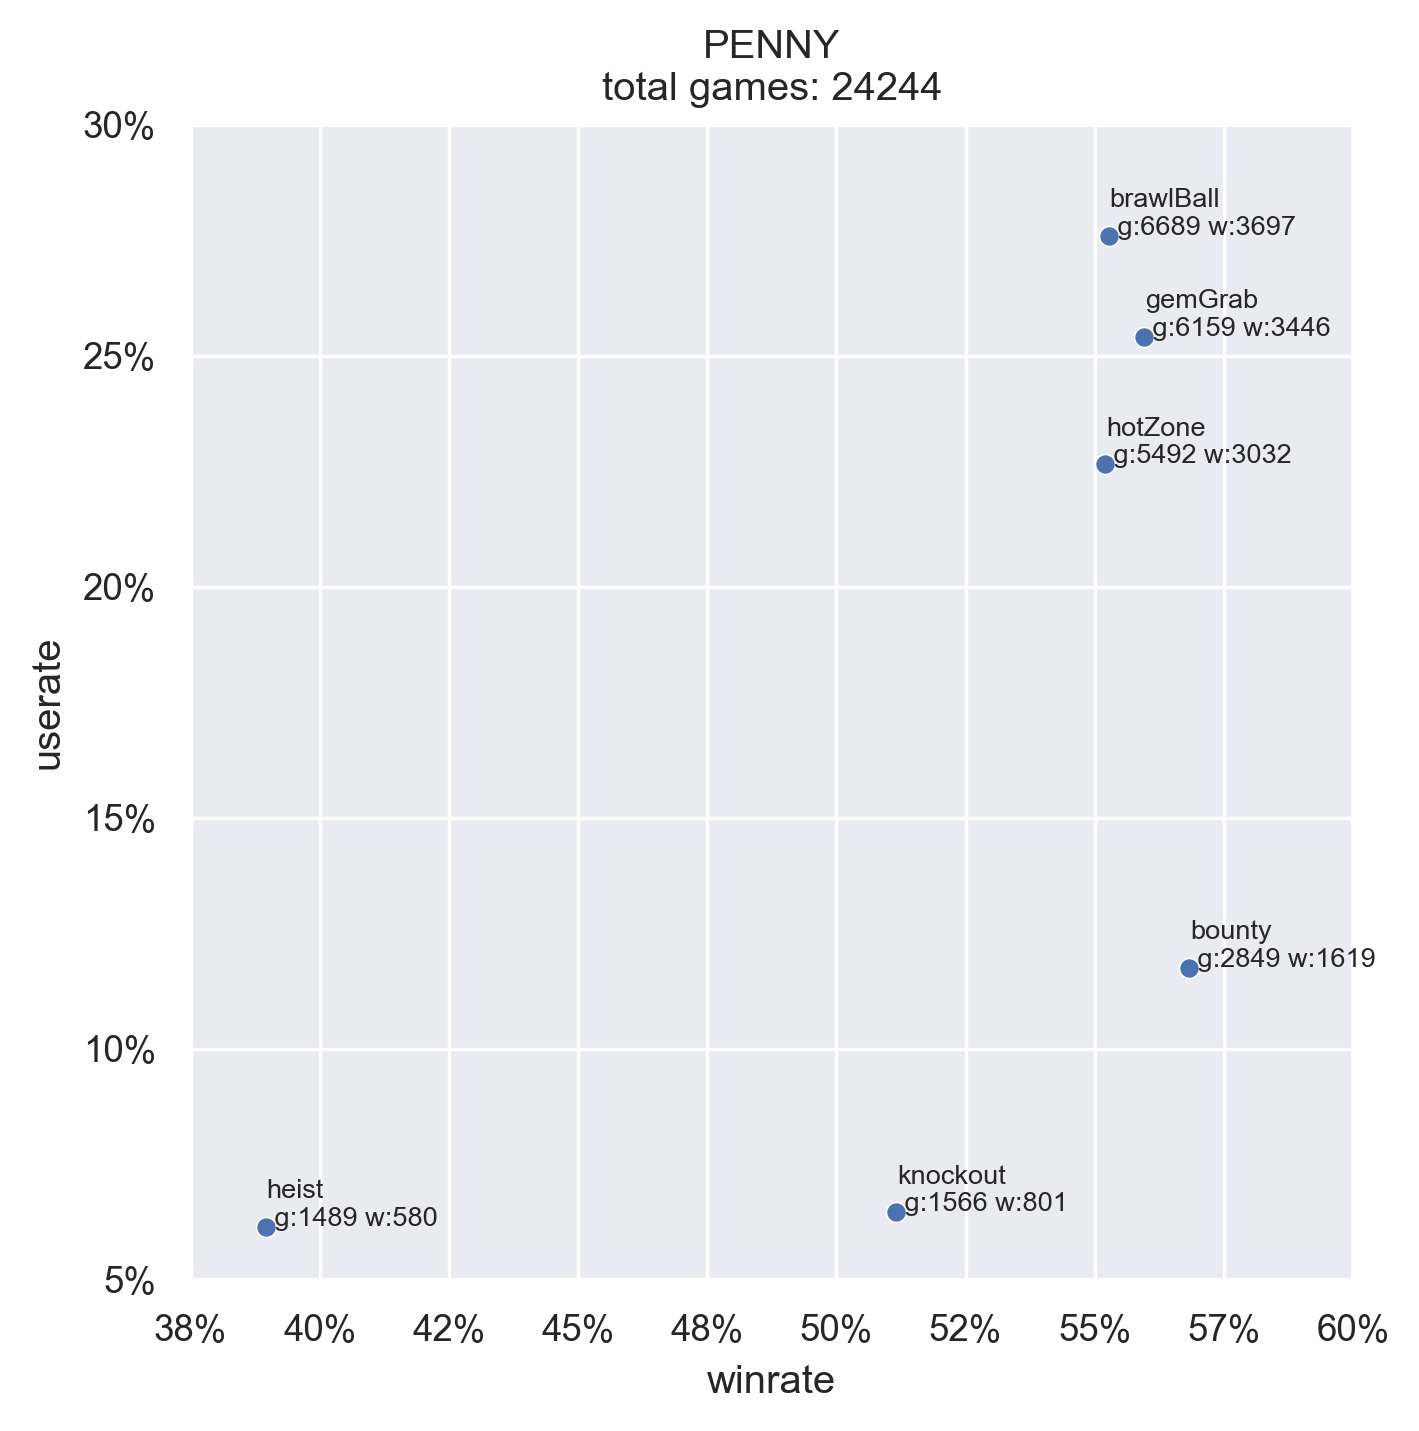 PENNY
total games: 24244
30%
25%
20%
15%
10%
5%
userate
brawlBall
g:6689 w:3697
gemGrab
g:6159 w:3446
hotZone
g:5492 w:3032
bounty
g:2849 w:1619
knockout
g:1566 w:801
heist
g:1489 w:580
38% 40% 42% 45% 48% 50% 52% 55% 57% 60%
winrate